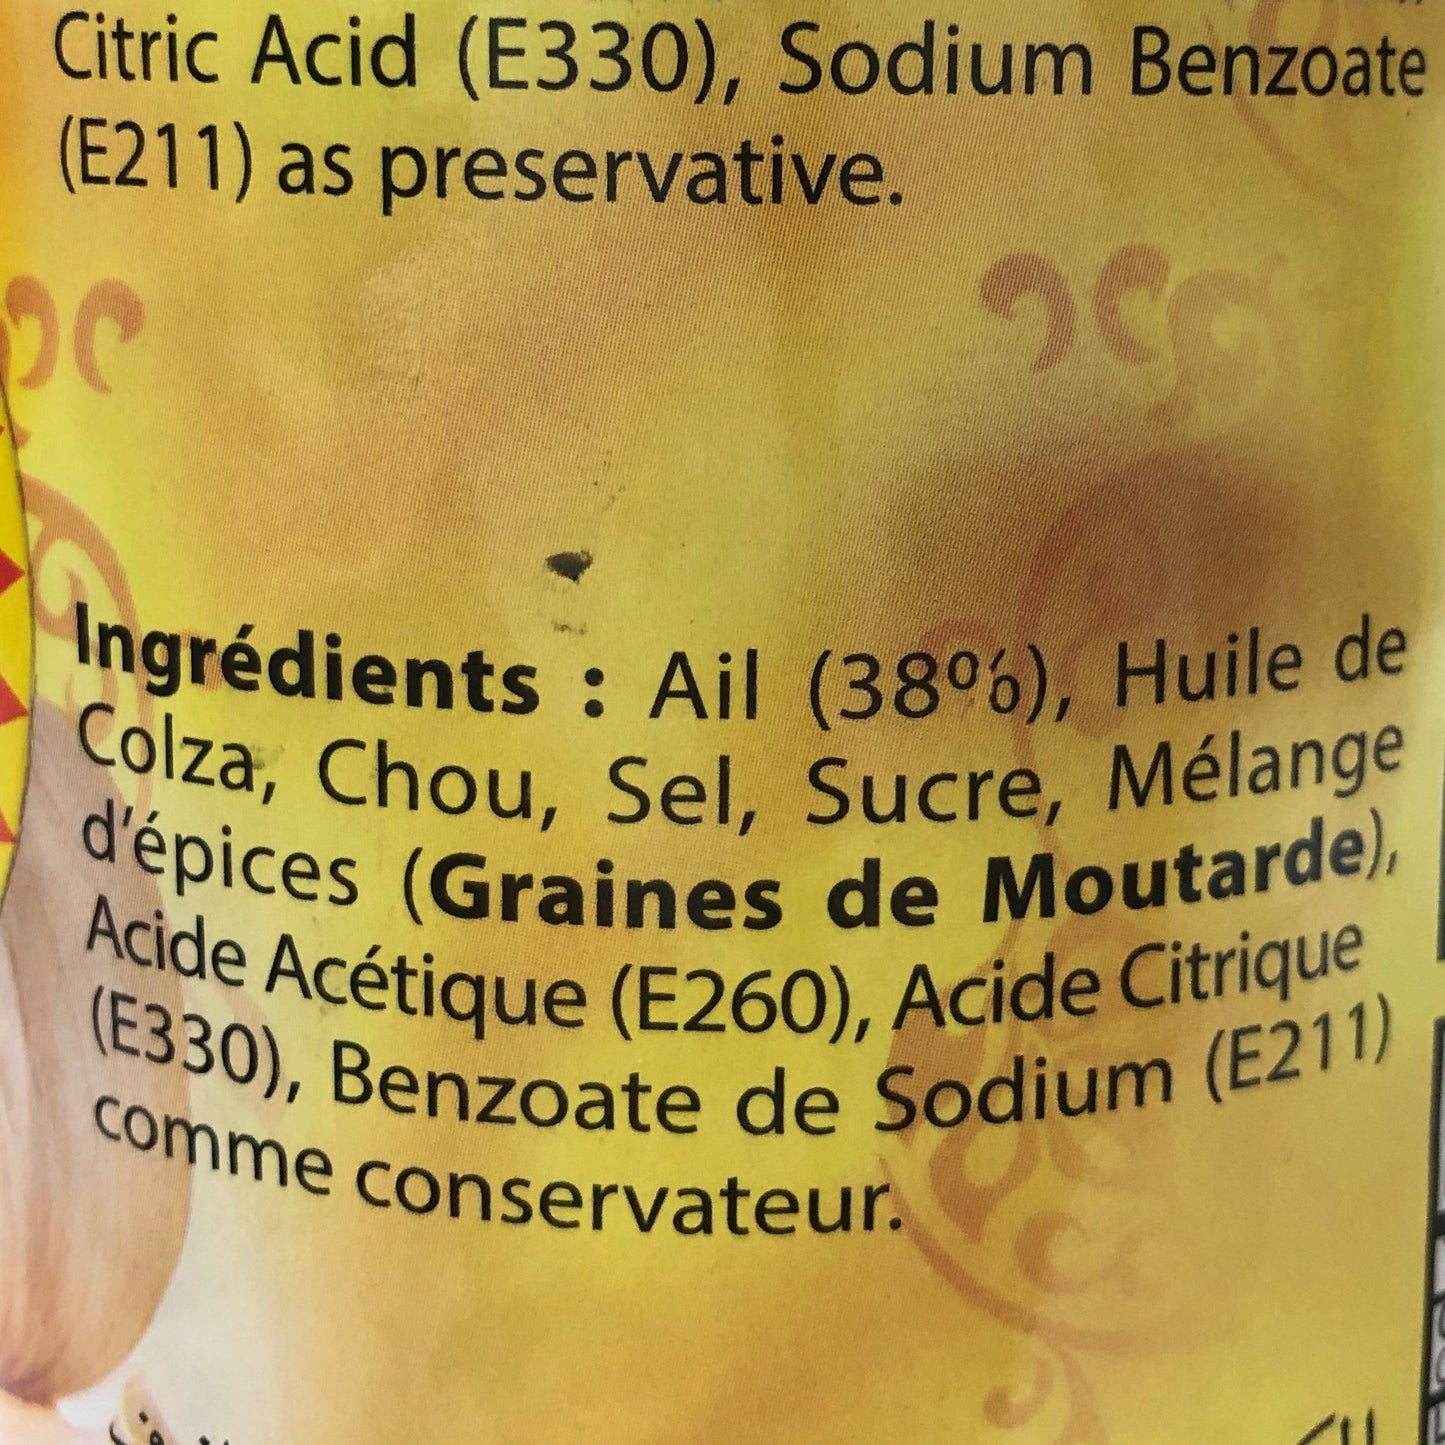 Citric Acid (E330), Sodium Benzoate
(E211) as preservative.
Ingrédients : Ail (38%), Huile de
Colza, Chou, Sel, Sucre, Mélange
d'épices (Graines de Moutarde),
Acide Acétique (E260), Acide Citrique
(E330), Benzoate de Sodium (E211)
comme conservateur.